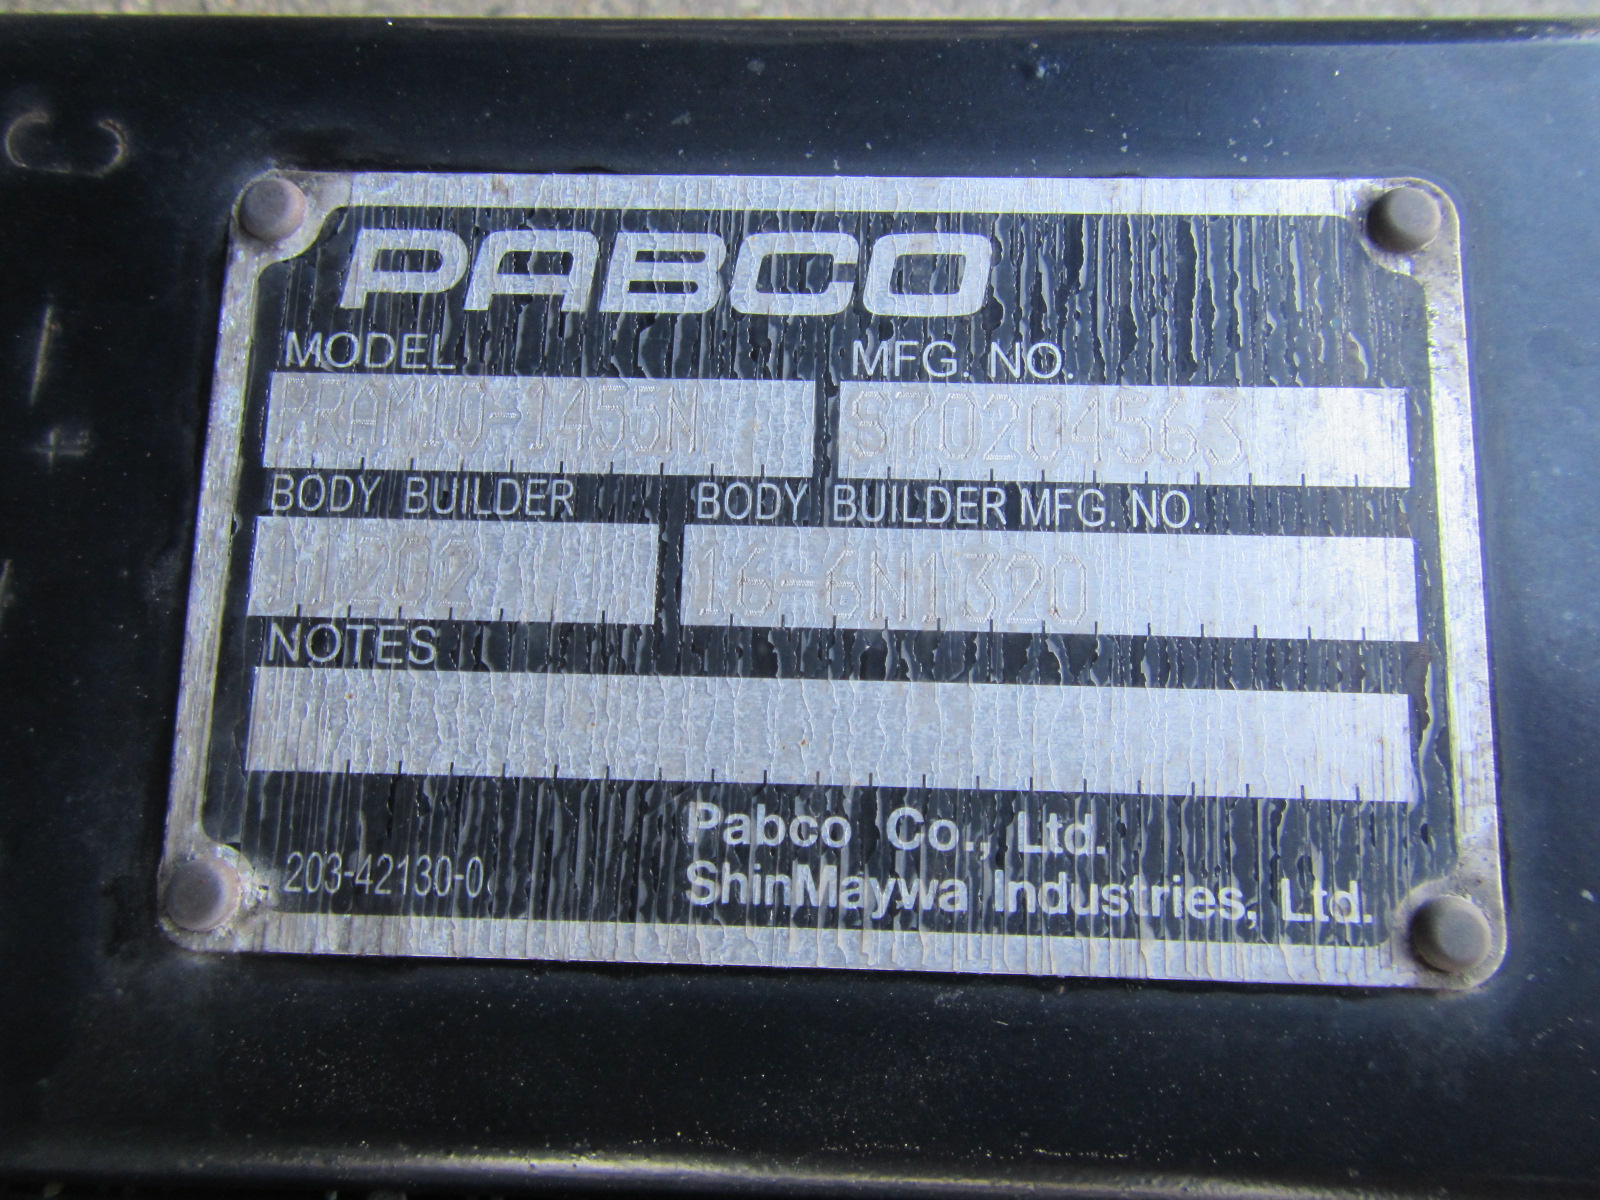 PABCO
MODEL MFG. NO.
PRAM10-1455N S70204563
BODY BUILDER BODY BUILDER MFG. NO.
11202 16-6N1320
NOTES
Pabco Co., Ltd.
203-42130-0 ShinMaywa Industries, Ltd.